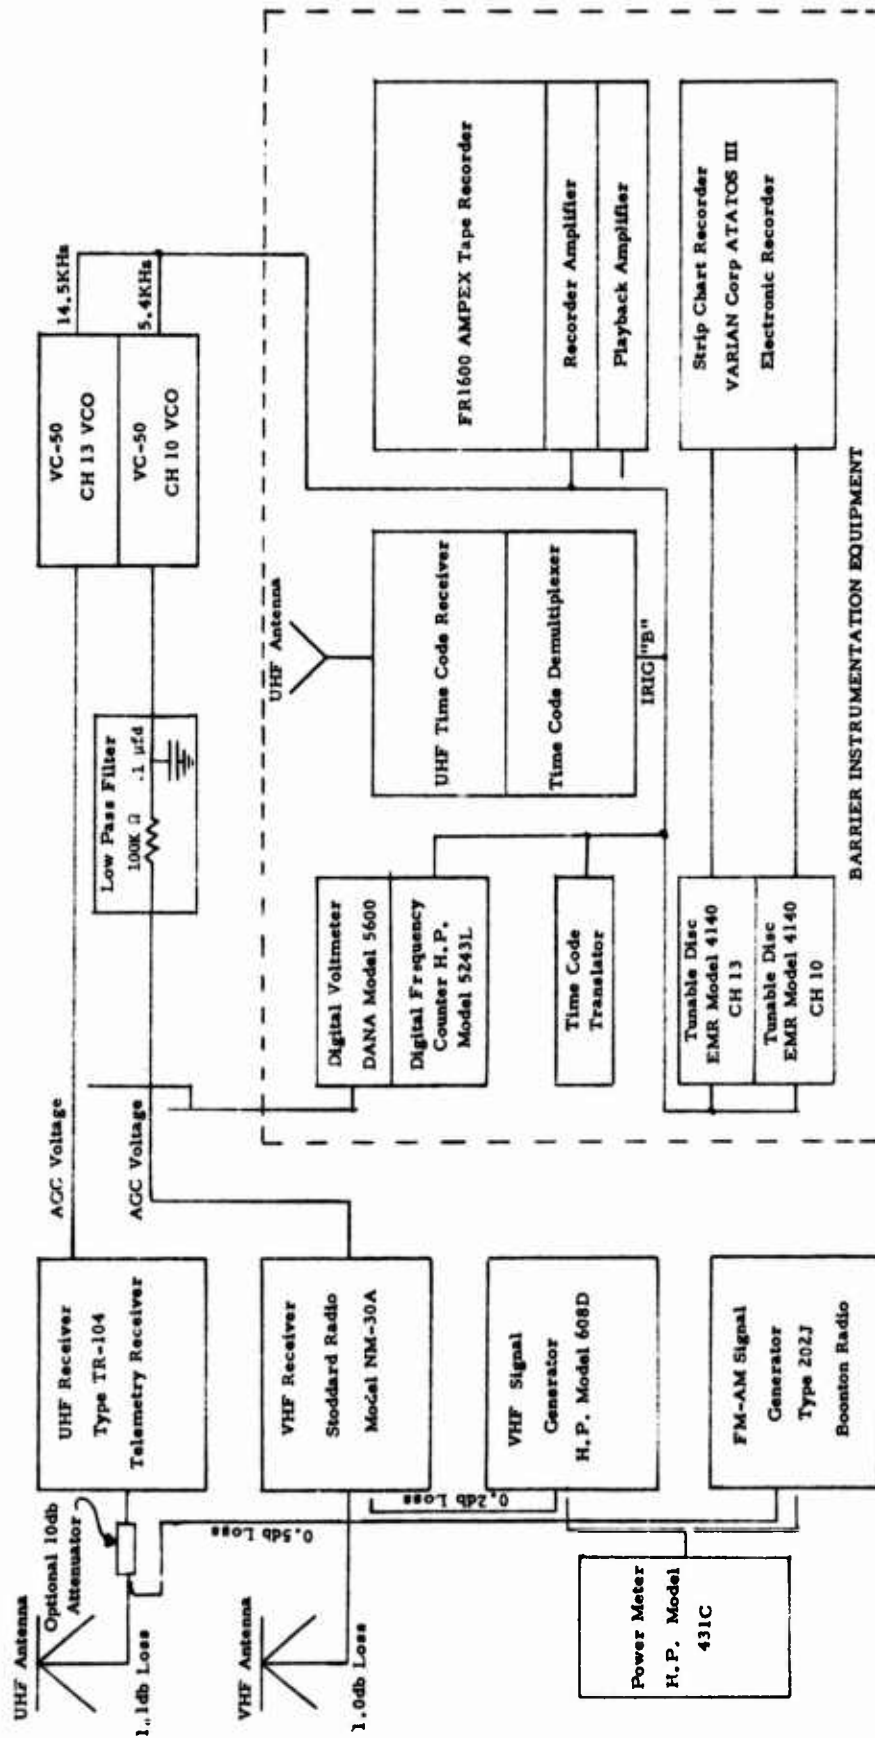 UHF Antenna
Optional 10db
Attenuator
1.1db Loss
UHF Receiver
Type TR-104
Telemetry Receiver
AGC Voltage
VHF Antenna
1.0db Loss
VHF Receiver
Stoddard Radio
Model NM-30A
AGC Voltage
0.5db Loss
0.2db Loss
VHF Signal
Generator
H.P. Model 608D
FM-AM Signal
Generator
Type 202J
Boonton Radio
Power Meter
H.P. Model
431C
Low Pass Filter
100K Ω .1 µfd
VC-50
CH 13 VCO
VC-50
CH 10 VCO
14.5KHz
5.4KHz
Digital Voltmeter
DANA Model 5600
Digital Frequency
Counter H.P.
Model 5243L
Time Code
Translator
Tunable Disc
EMR Model 4140
CH 13
Tunable Disc
EMR Model 4140
CH 10
UHF Antenna
UHF Time Code Receiver
Time Code Demultiplexer
IRIG "B"
FR1600 AMPEX Tape Recorder
Recorder Amplifier
Playback Amplifier
Strip Chart Recorder
VARIAN Corp ATATOS III
Electronic Recorder
BARRIER INSTRUMENTATION EQUIPMENT